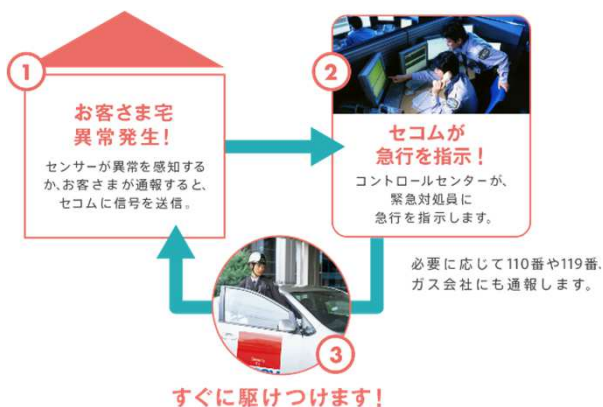 1
お客さま宅
異常発生!
センサーが異常を感知する
か、お客さまが通報すると、
セコムに信号を送信。
2
セコムが
急行を指示!
コントロールセンターが、
緊急対処員に
急行を指示します。
必要に応じて110番や119番、
ガス会社にも通報します。
3
すぐに駆けつけます!